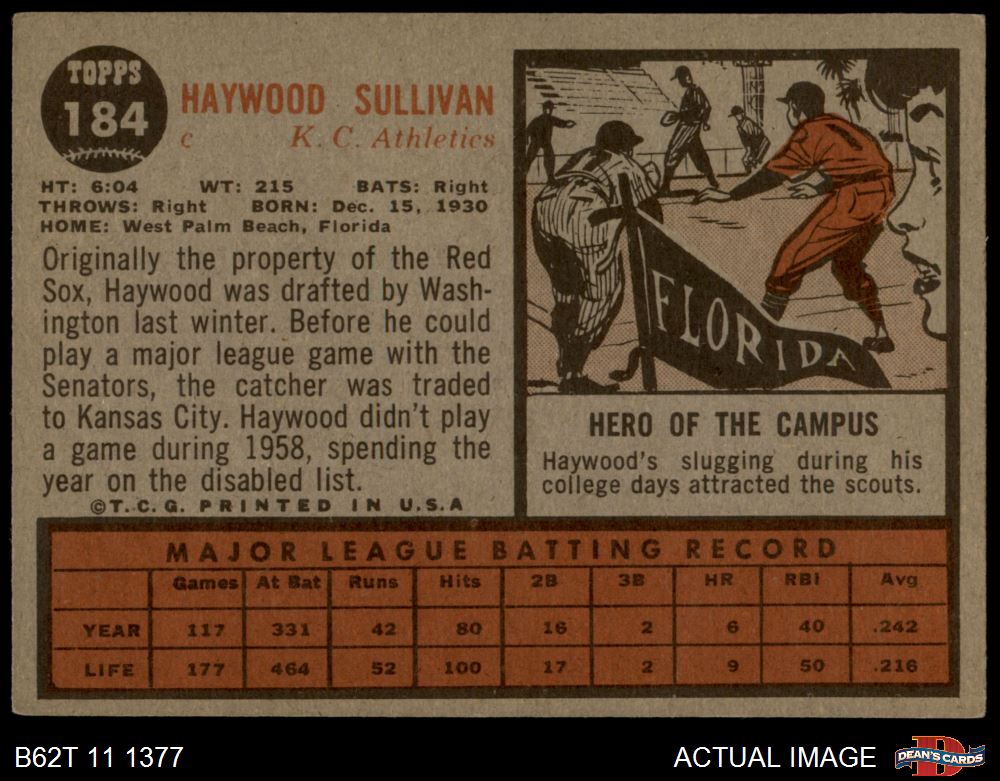 TOPPS
184
HAYWOOD SULLIVAN
c K. C. Athletics
HT: 6:04 WT: 215 BATS: Right
THROWS: Right BORN: Dec. 15, 1930
HOME: West Palm Beach, Florida
Originally the property of the Red
Sox, Haywood was drafted by Wash-
ington last winter. Before he could
play a major league game with the
Senators, the catcher was traded
to Kansas City. Haywood didn't play
a game during 1958, spending the
year on the disabled list.
©T.C.G. PRINTED IN U.S.A
FLORIDA
HERO OF THE CAMPUS
Haywood's slugging during his
college days attracted the scouts.
MAJOR LEAGUE BATTING RECORD
Games At Bat Runs Hits 2B 3B HR RBI Avg
YEAR 117 331 42 80 16 2 6 40 .242
LIFE 177 464 52 100 17 2 9 50 .216
B62T 11 1377
ACTUAL IMAGE
D
DEAN'S CARDS